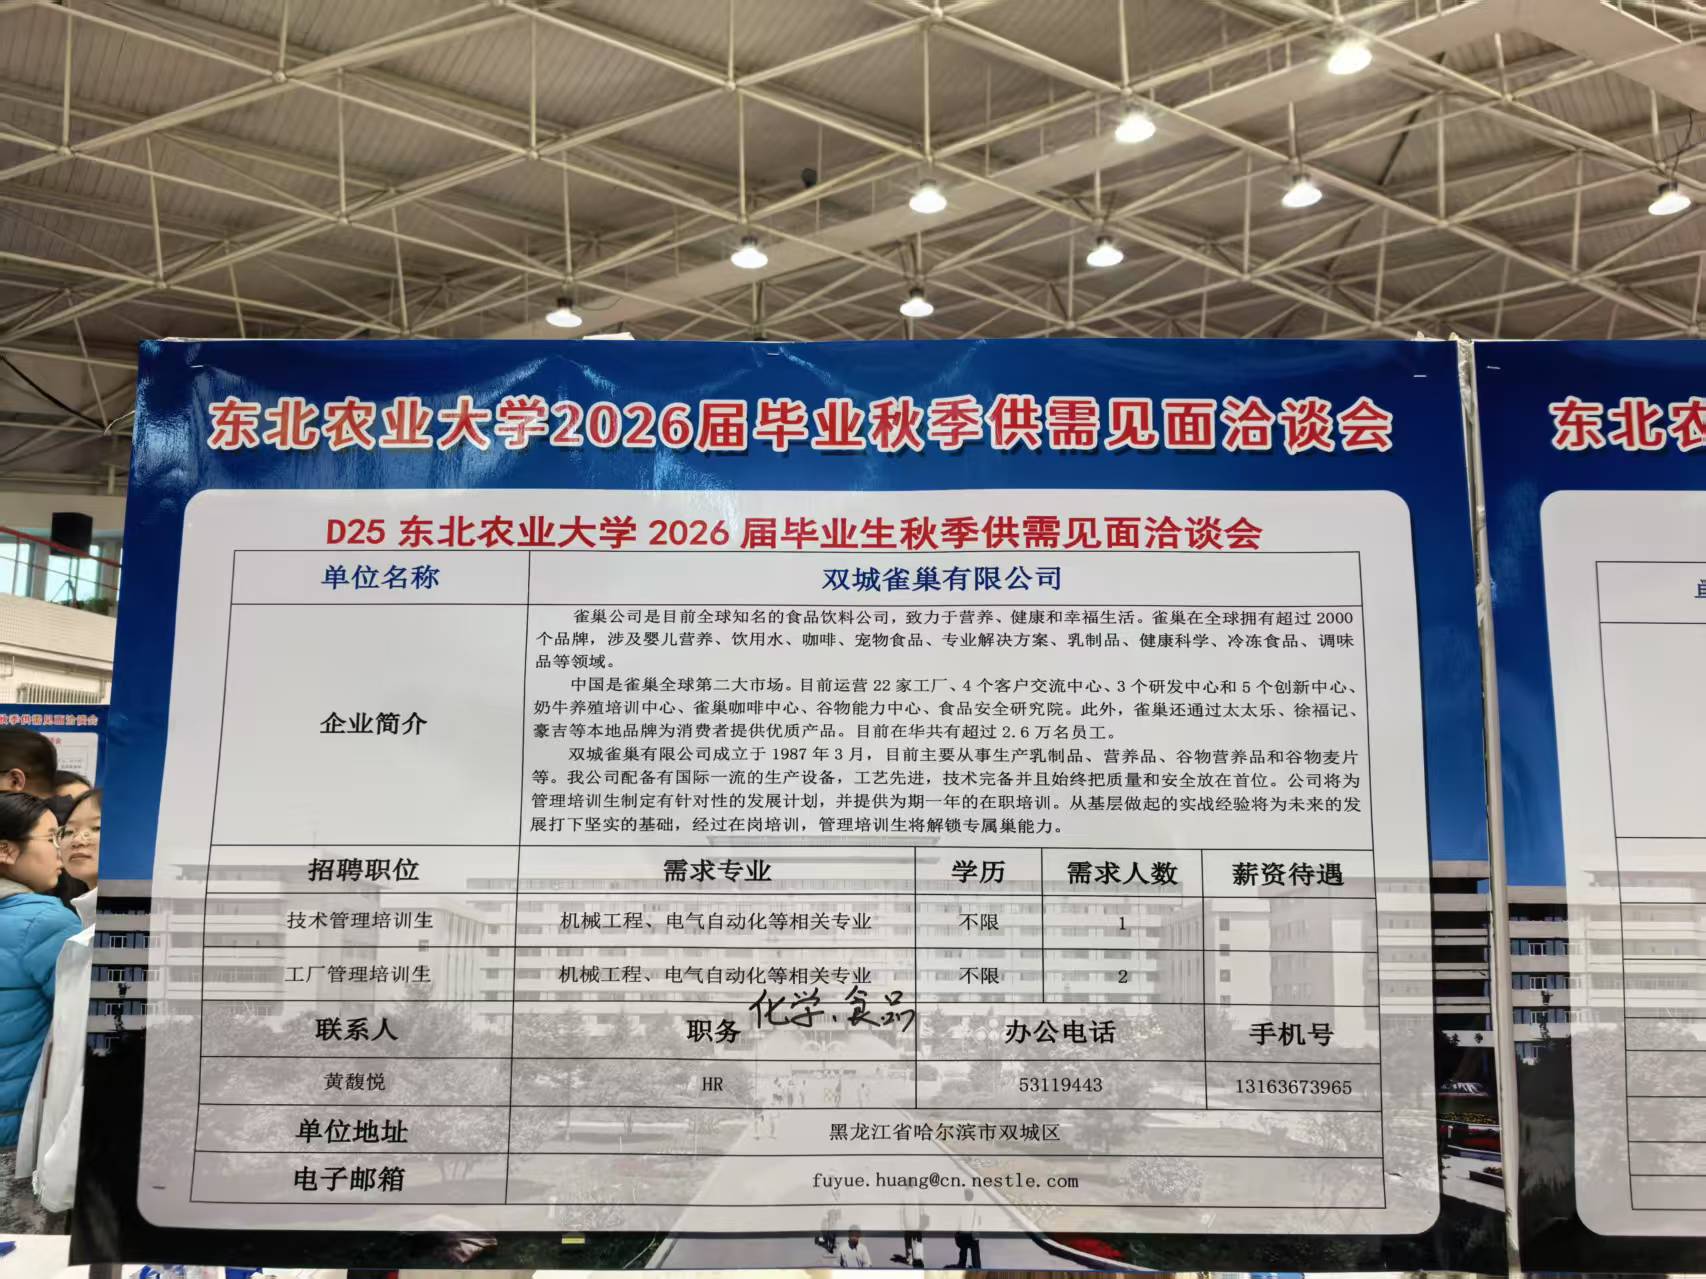 东北农业大学2026届毕业秋季供需见面洽谈会
D25 东北农业大学 2026 届毕业生秋季供需见面洽谈会
单位名称 双城雀巢有限公司
企业简介
雀巢公司是目前全球知名的食品饮料公司，致力于营养、健康和幸福生活。雀巢在全球拥有超过 2000
个品牌，涉及婴儿营养、饮用水、咖啡、宠物食品、专业解决方案、乳制品、健康科学、冷冻食品、调味
品等领域。
中国是雀巢全球第二大市场。目前运营 22 家工厂、4 个客户交流中心、3 个研发中心和 5 个创新中心、
奶牛养殖培训中心、雀巢咖啡中心、谷物能力中心、食品安全研究院。此外，雀巢还通过太太乐、徐福记、
豪吉等本地品牌为消费者提供优质产品。目前在华共有超过 2.6 万名员工。
双城雀巢有限公司成立于 1987 年 3 月，目前主要从事生产乳制品、营养品、谷物营养品和谷物麦片
等。我公司配备有国际一流的生产设备，工艺先进，技术完备并且始终把质量和安全放在首位。公司将为
管理培训生制定有针对性的发展计划，并提供为期一年的在职培训。从基层做起的实战经验将为未来的发
展打下坚实的基础，经过在岗培训，管理培训生将解锁专属巢能力。
招聘职位 需求专业 学历 需求人数 薪资待遇
技术管理培训生 机械工程、电气自动化等相关专业 不限 1
工厂管理培训生 机械工程、电气自动化等相关专业 不限 2
化学、食品
联系人 职务 办公电话 手机号
黄馥悦 HR 53119443 13163673965
单位地址 黑龙江省哈尔滨市双城区
电子邮箱 fuyue.huang@cn.nestle.com
东北农
秋季供需见面洽谈会